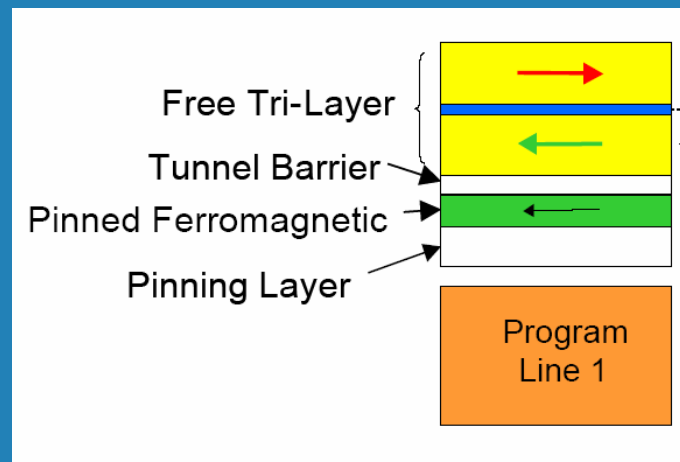 Free Tri-Layer
Tunnel Barrier
Pinned Ferromagnetic
Pinning Layer
Program
Line 1